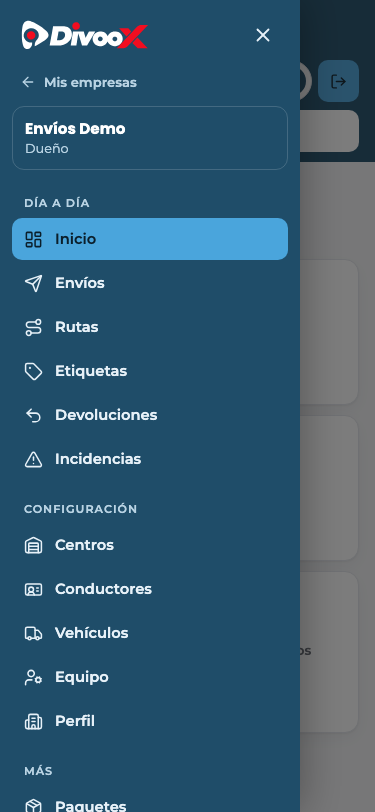 DivooX
Mis empresas
Envíos Demo
Dueño
DÍA A DÍA
Inicio
Envíos
Rutas
Etiquetas
Devoluciones
Incidencias
CONFIGURACIÓN
Centros
Conductores
Vehículos
Equipo
Perfil
MÁS
Paquetes
os